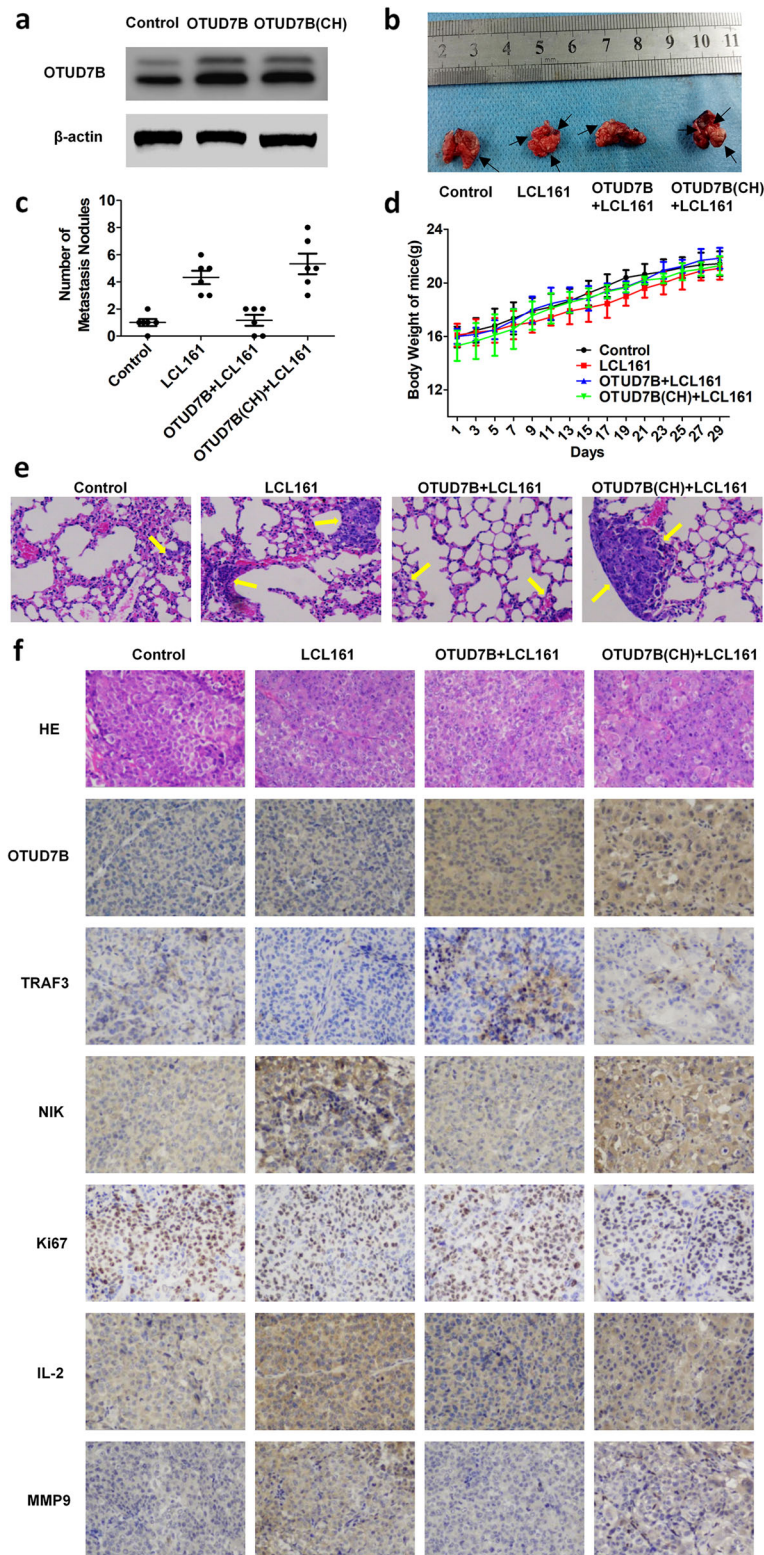 a
Control OTUD7B OTUD7B(CH)
OTUD7B
β-actin
b
2 3 4 5 6 7 8 9 10 11
Control
LCL161
OTUD7B
+LCL161
OTUD7B(CH)
+LCL161
c
Number of
Metastasis Nodules
10
8
6
4
2
0
Control
LCL161
OTUD7B+LCL161
OTUD7B(CH)+LCL161
d
Body Weight of mice(g)
24
20
16
12
Control
LCL161
OTUD7B+LCL161
OTUD7B(CH)+LCL161
1 3 5 7 9 11 13 15 17 19 21 23 25 27 29
Days
e
Control LCL161 OTUD7B+LCL161 OTUD7B(CH)+LCL161
f
Control LCL161 OTUD7B+LCL161 OTUD7B(CH)+LCL161
HE
OTUD7B
TRAF3
NIK
Ki67
IL-2
MMP9